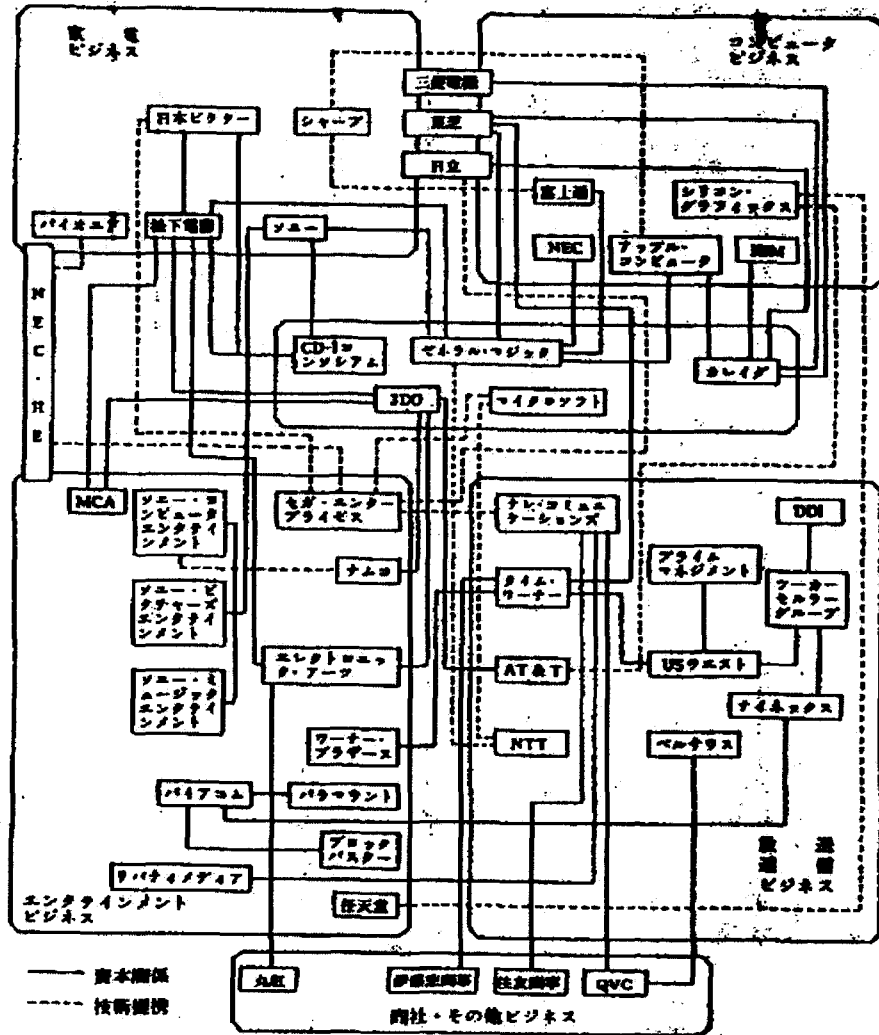 家電
ビジネス
コンピュータ
ビジネス
三菱電機
日本ビクター
シャープ
東芝
日立
富士通
シリコン・
グラフィックス
パイオニア
松下電器
ソニー
NEC
アップル・
コンピュータ
IBM
NEC・HE
CD-Iコ
ンソシアム
ゼネラル・マジック
カレイダ
3DO
マイクロソフト
MCA
ソニー・コ
ンピュータ
エンタテイ
ンメント
セガ・エンター
プライゼス
テレ・コミュニ
ケーションズ
DDI
ナムコ
タイム・
ワーナー
プライム
マネジメント
ツーカー
セルラー
グループ
ソニー・ピ
クチャーズ
エンタテイ
ンメント
エレクトロニッ
ク・アーツ
AT&T
USウエスト
ソニー・ミ
ュージック
エンタテイ
ンメント
ナイネックス
ワーナー・
ブラザース
NTT
ベルサウス
バイアコム
パラマウント
ブロック
バスター
放送
通信
ビジネス
リバティメディア
エンタテインメント
ビジネス
任天堂
資本関係
技術提携
丸紅
伊藤忠商事
住友商事
QVC
商社・その他ビジネス